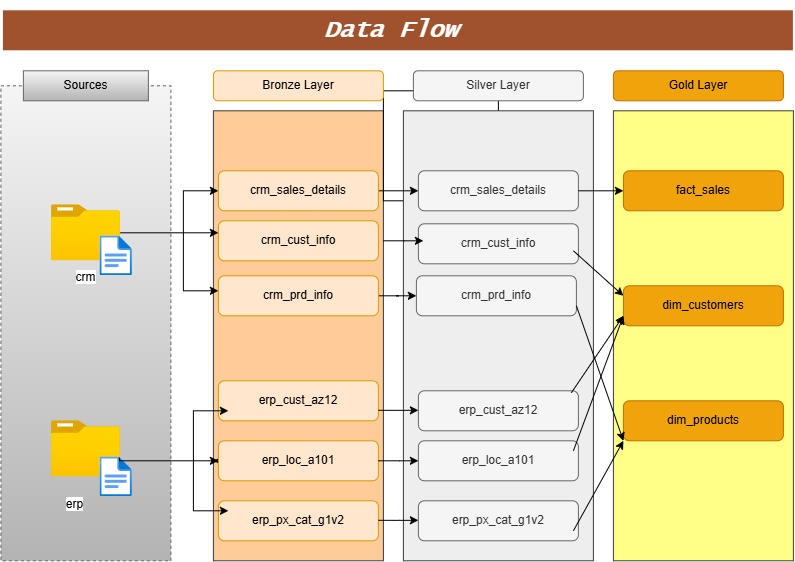 Data Flow
Sources
Bronze Layer
Silver Layer
Gold Layer
crm_sales_details
crm_sales_details
fact_sales
crm_cust_info
crm_cust_info
crm
crm_prd_info
crm_prd_info
dim_customers
erp_cust_az12
erp_cust_az12
dim_products
erp_loc_a101
erp_loc_a101
erp
erp_px_cat_g1v2
erp_px_cat_g1v2